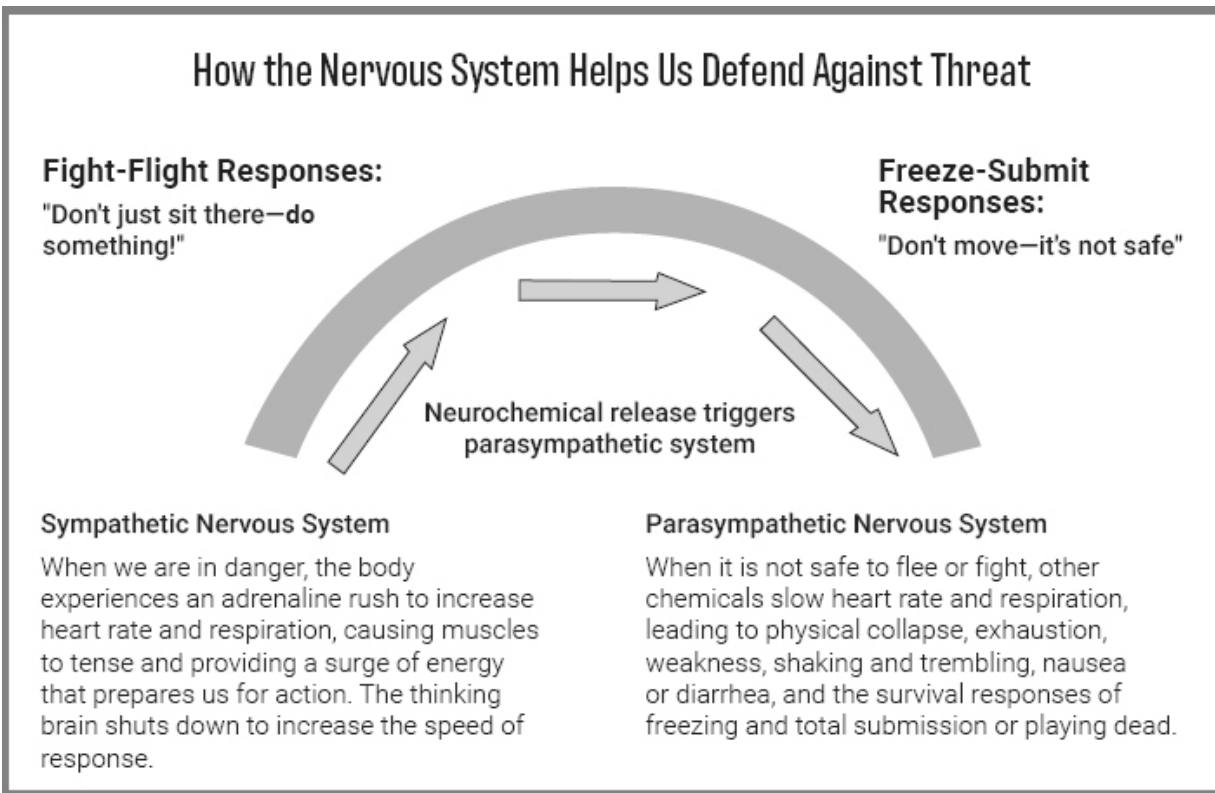 How the Nervous System Helps Us Defend Against Threat
Fight-Flight Responses:
"Don't just sit there—do
something!"
Freeze-Submit
Responses:
"Don't move—it's not safe"
Neurochemical release triggers
parasympathetic system
Sympathetic Nervous System
When we are in danger, the body
experiences an adrenaline rush to increase
heart rate and respiration, causing muscles
to tense and providing a surge of energy
that prepares us for action. The thinking
brain shuts down to increase the speed of
response.
Parasympathetic Nervous System
When it is not safe to flee or fight, other
chemicals slow heart rate and respiration,
leading to physical collapse, exhaustion,
weakness, shaking and trembling, nausea
or diarrhea, and the survival responses of
freezing and total submission or playing dead.